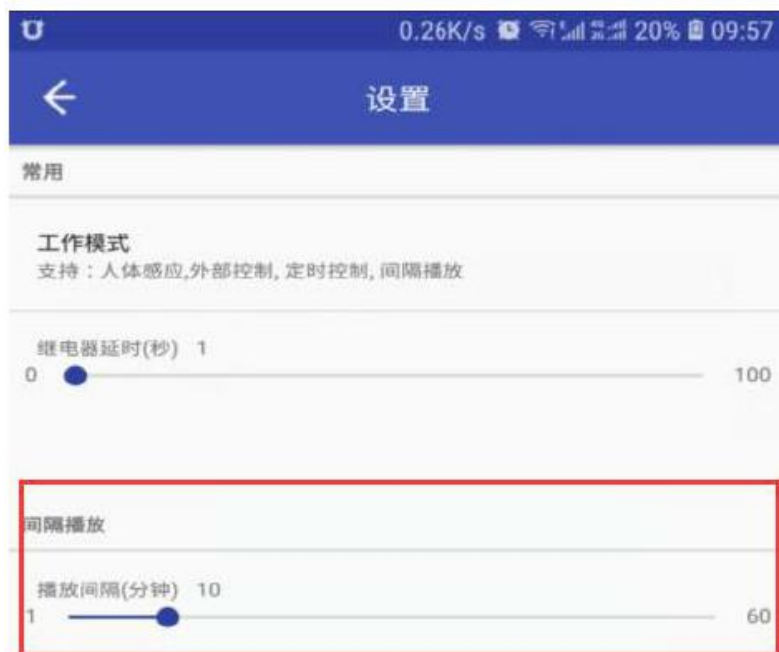 0.26K/s 20% 09:57
设置
常用
工作模式
支持：人体感应,外部控制, 定时控制, 间隔播放
继电器延时(秒) 1
0 100
间隔播放
播放间隔(分钟) 10
1 60